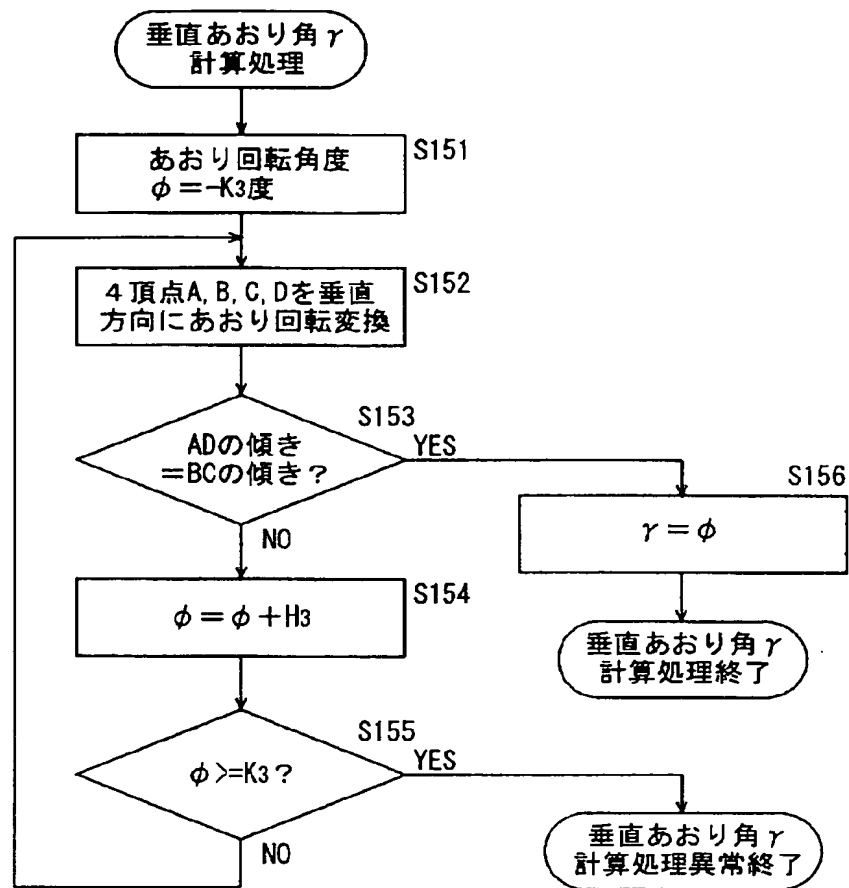 垂直あおり角γ
計算処理
あおり回転角度
φ=-K3度
S151
4頂点A,B,C,Dを垂直
方向にあおり回転変換
S152
S153
ADの傾き
=BCの傾き?
YES
NO
S156
γ=φ
垂直あおり角γ
計算処理終了
φ=φ+H3
S154
S155
φ>=K3?
YES
NO
垂直あおり角γ
計算処理異常終了